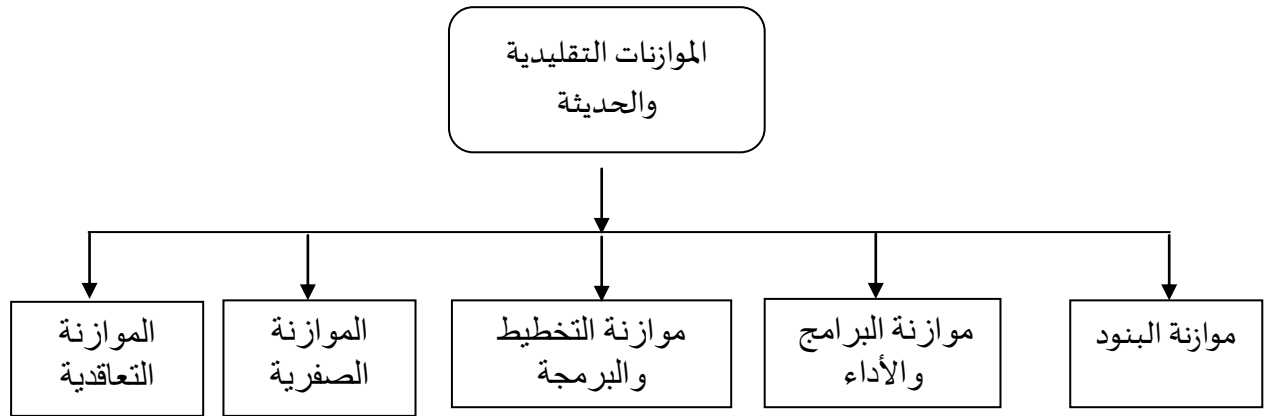 الموازنات التقليدية
والحديثة
موازنة البنود
موازنة البرامج
والأداء
موازنة التخطيط
والبرمجة
الموازنة
الصفرية
الموازنة
التعاقدية